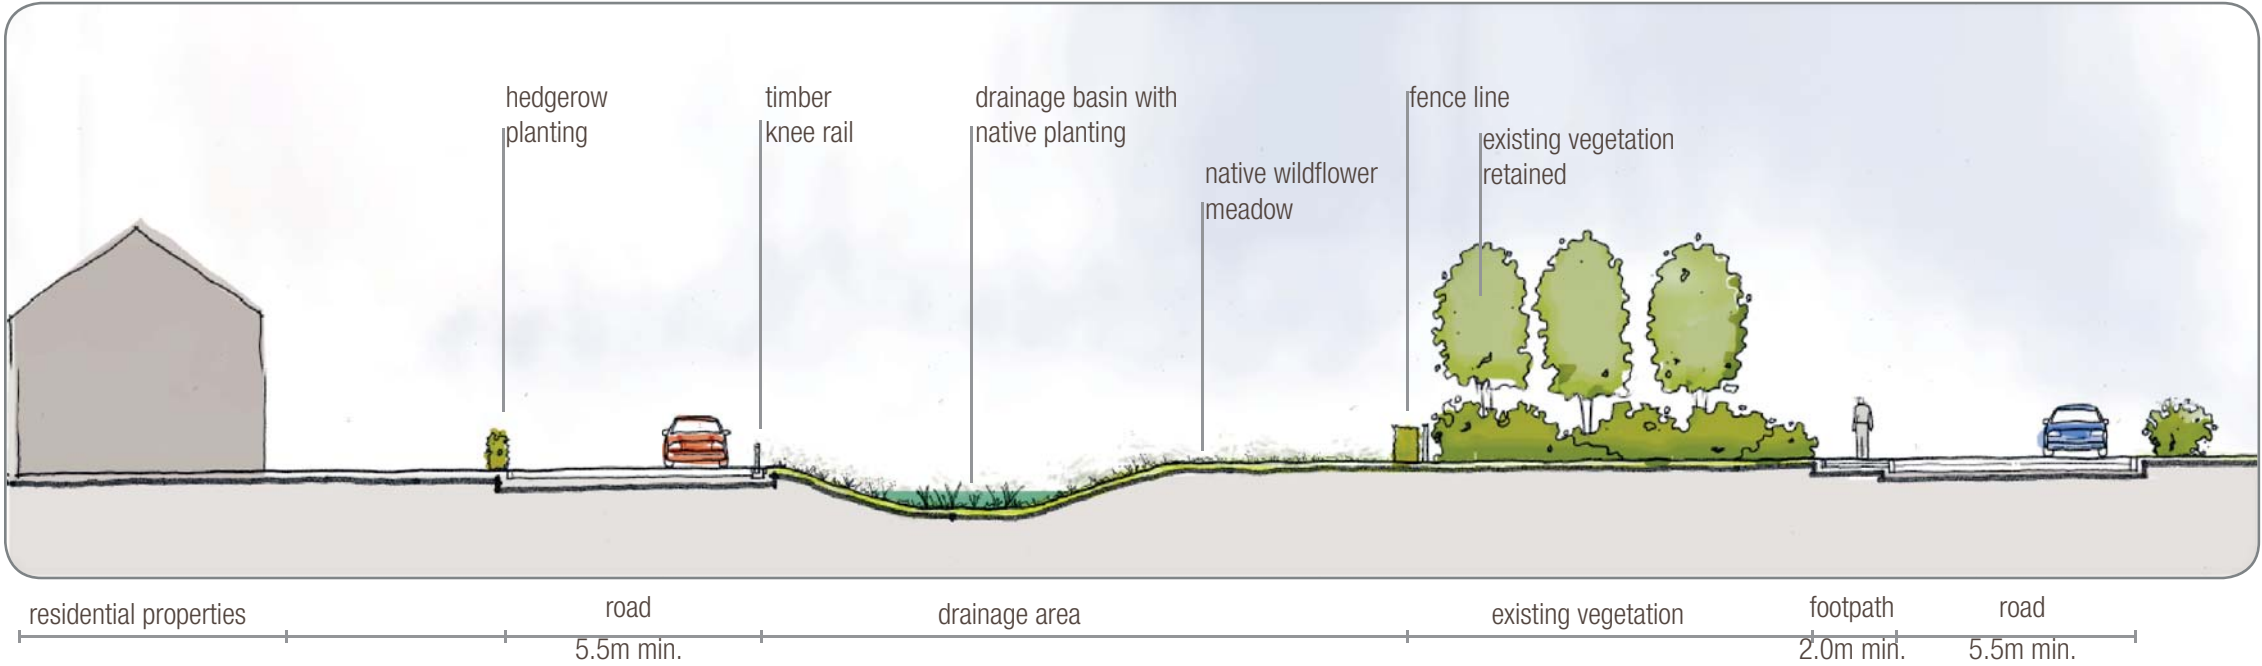 hedgerow
planting
timber
knee rail
drainage basin with
native planting
native wildflower
meadow
fence line
existing vegetation
retained
residential properties
road
5.5m min.
drainage area
existing vegetation
footpath
2.0m min.
road
5.5m min.